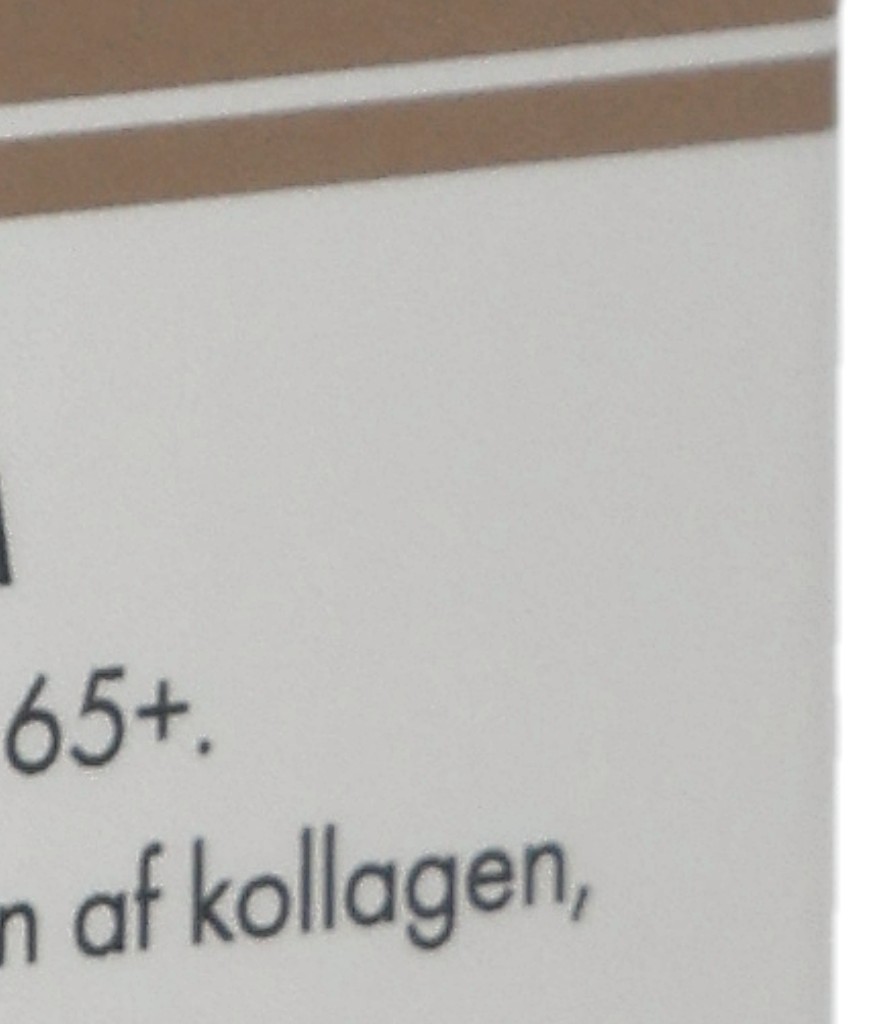 65+.
af kollagen,